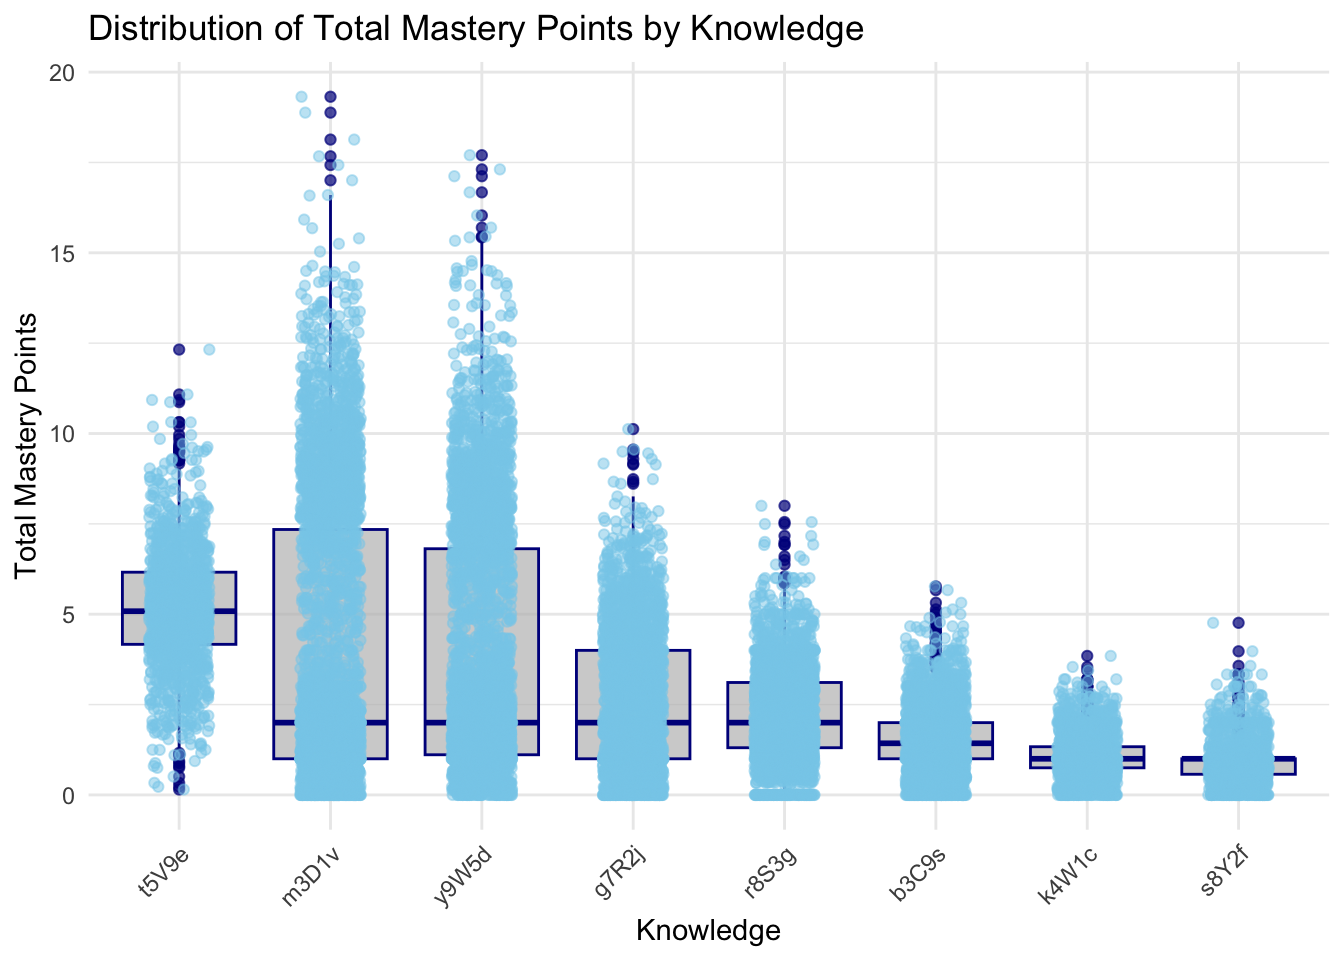 Distribution of Total Mastery Points by Knowledge
Total Mastery Points
20
15
10
5
0
t5V9e
m3D1v
y9W5d
g7R2j
r8S3g
b3C9s
k4W1c
s8Y2f
Knowledge